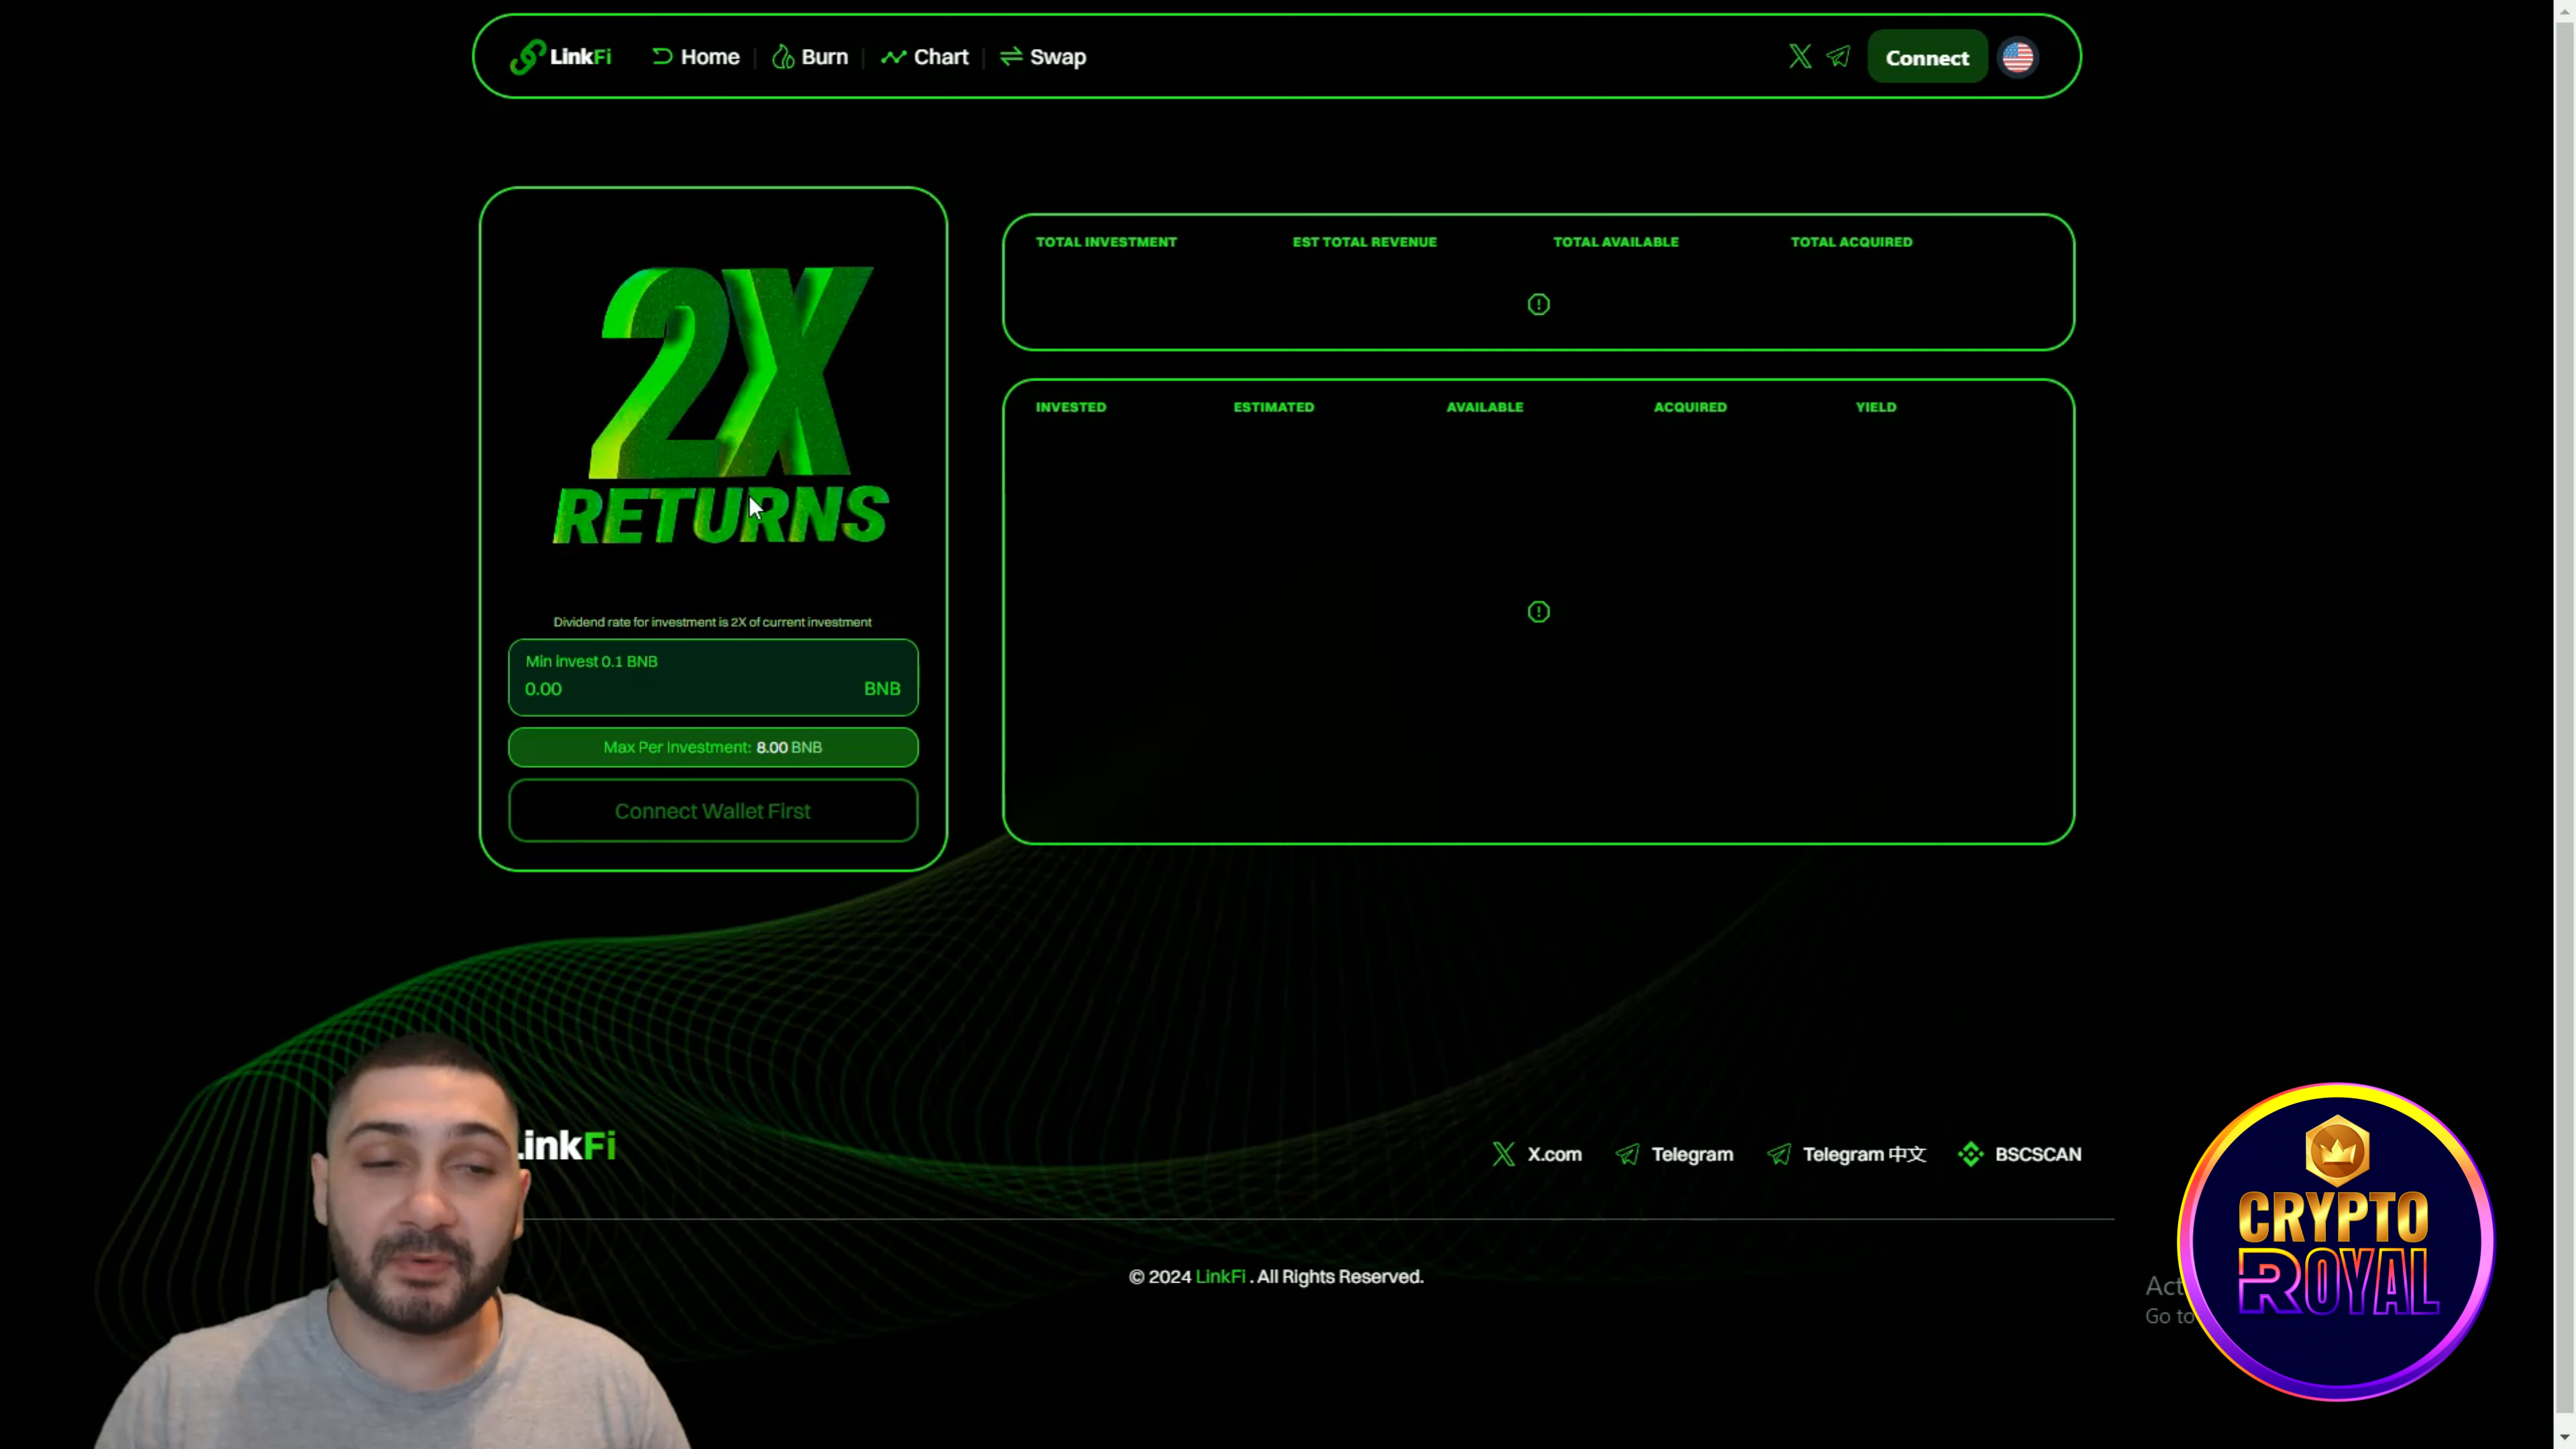 LinkFi Home Burn Chart Swap Connect
2X
RETURNS
Dividend rate for investment is 2X of current investment
Min invest 0.1 BNB
0.00 BNB
Max Per Investment: 8.00 BNB
Connect Wallet First
TOTAL INVESTMENT EST TOTAL REVENUE TOTAL AVAILABLE TOTAL ACQUIRED
INVESTED ESTIMATED AVAILABLE ACQUIRED YIELD
LinkFi
X.com Telegram Telegram 中文 BSCSCAN
© 2024 LinkFi . All Rights Reserved.
Go to
CRYPTO
ROYAL